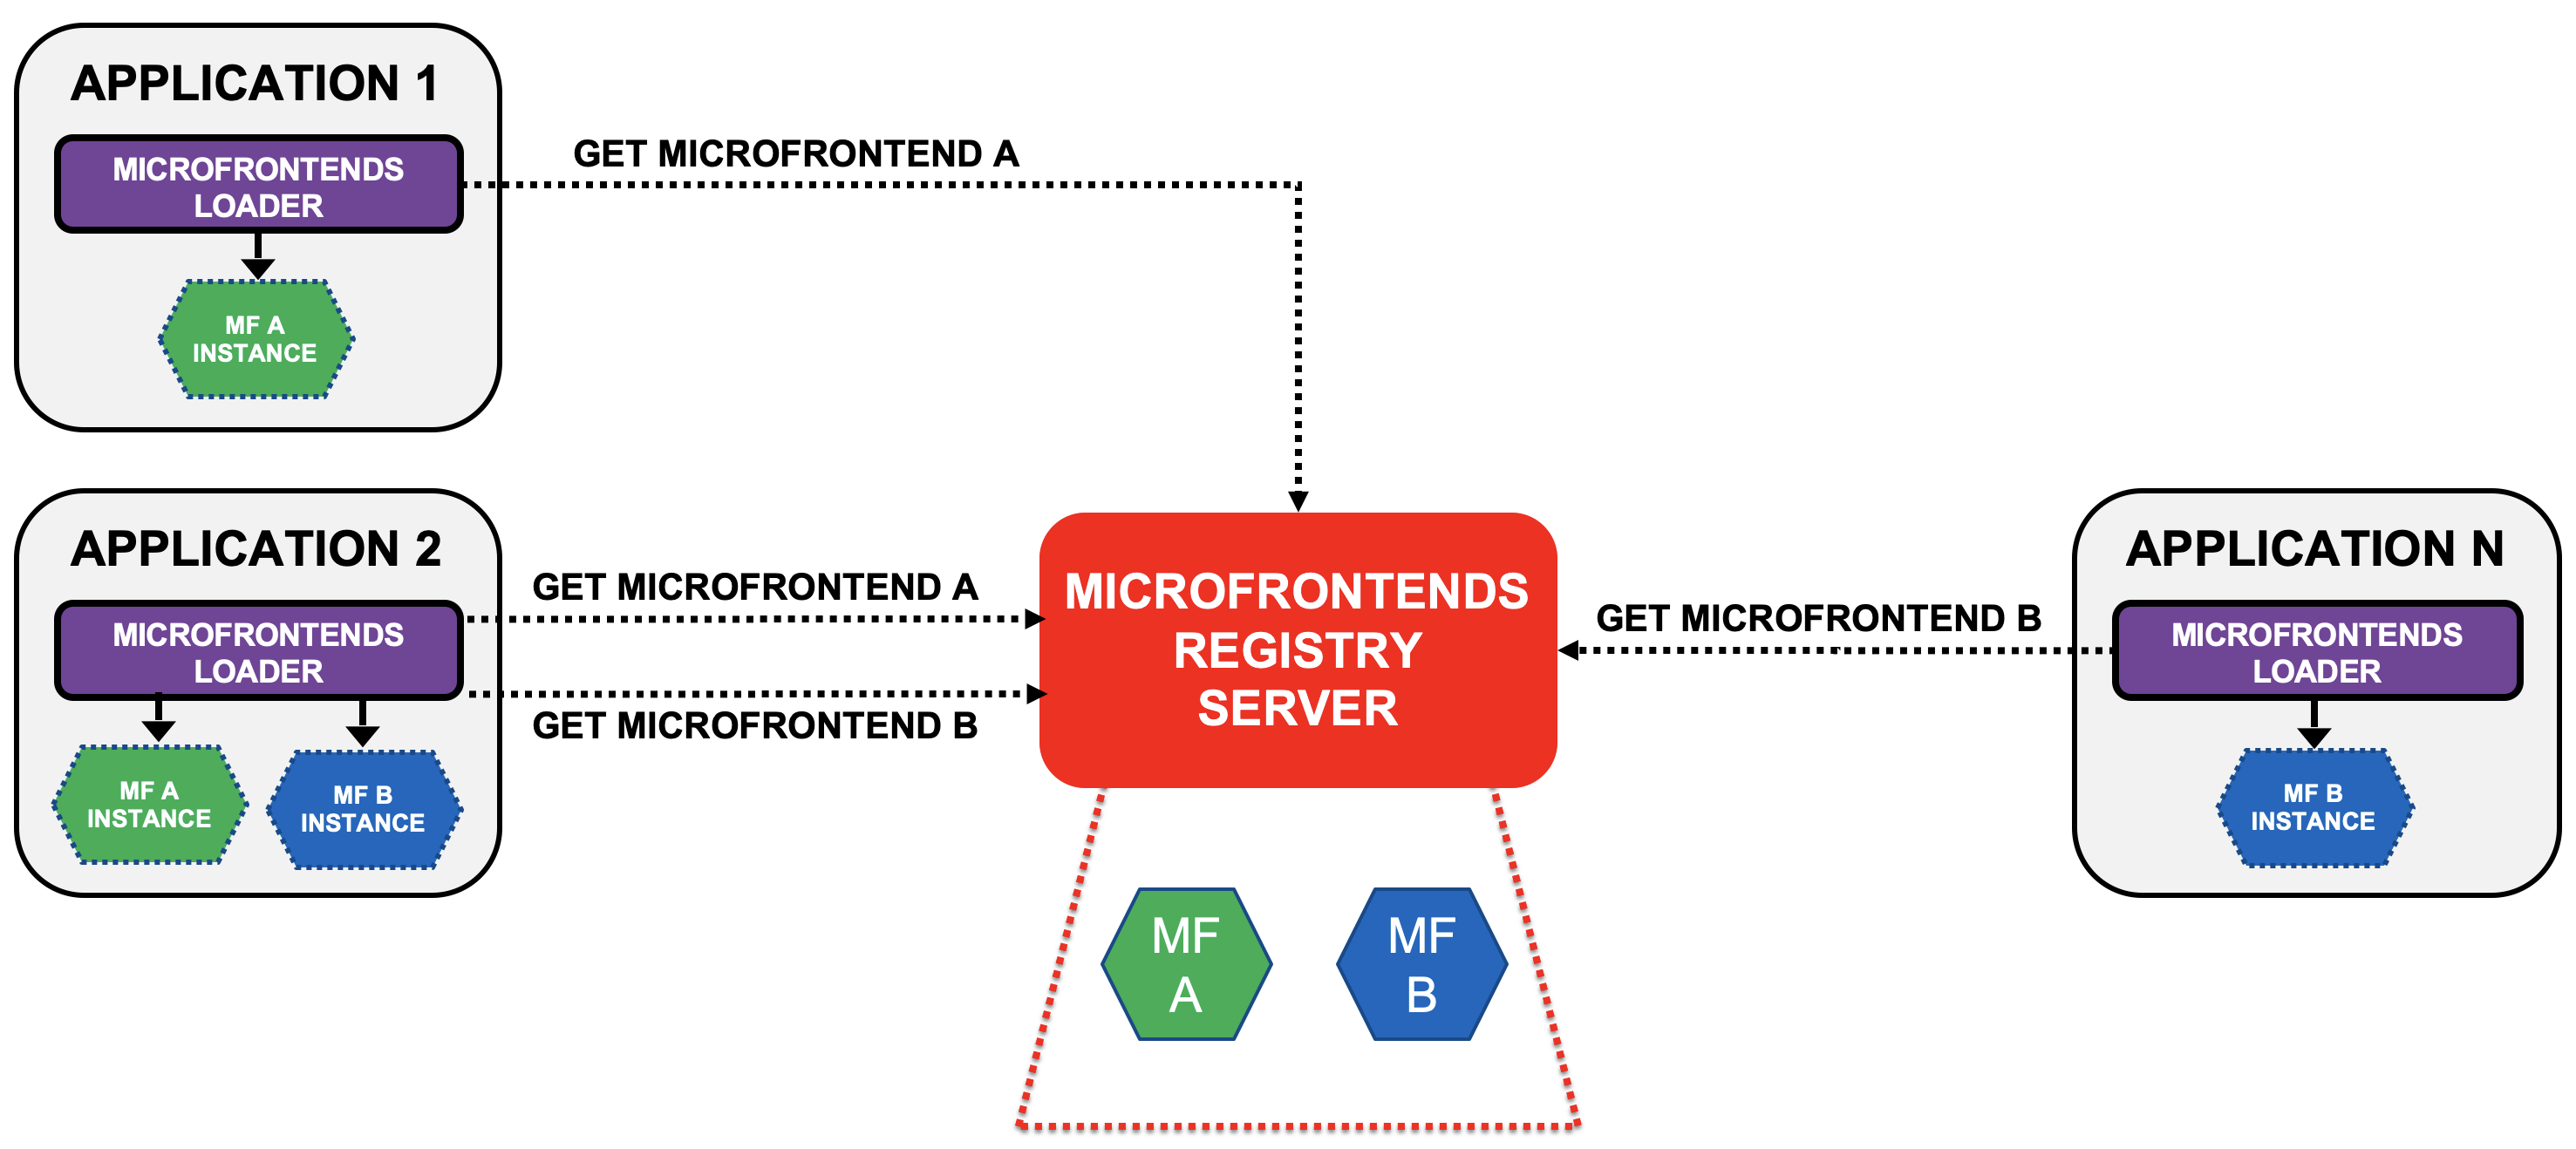 APPLICATION 1
MICROFRONTENDS
LOADER
MF A
INSTANCE
GET MICROFRONTEND A
APPLICATION 2
MICROFRONTENDS
LOADER
MF A
INSTANCE
MF B
INSTANCE
GET MICROFRONTEND A
GET MICROFRONTEND B
MICROFRONTENDS
REGISTRY
SERVER
MF
A
MF
B
GET MICROFRONTEND B
APPLICATION N
MICROFRONTENDS
LOADER
MF B
INSTANCE